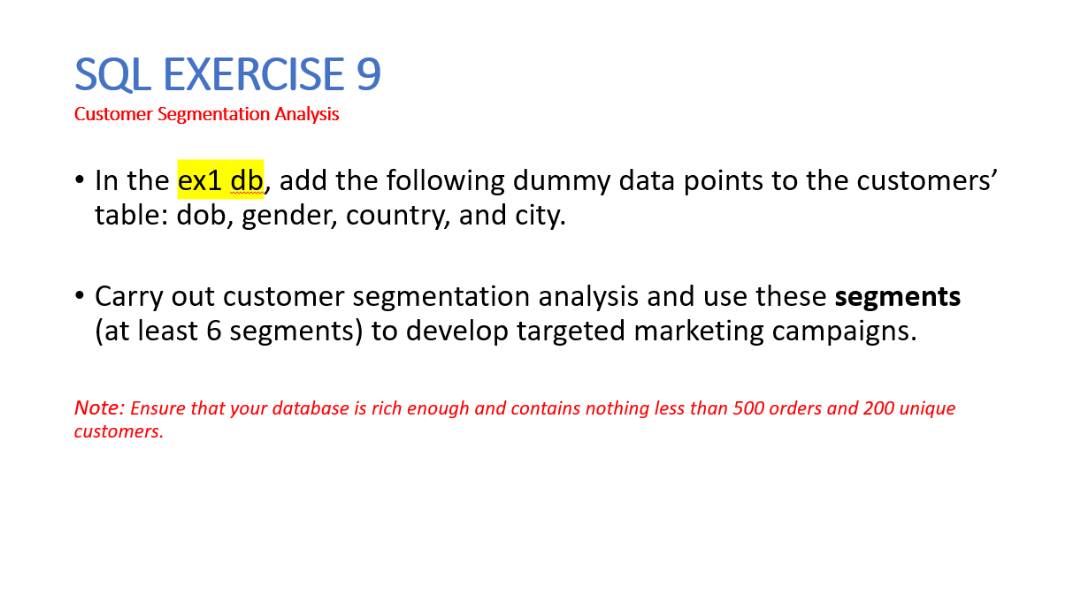 SQL EXERCISE 9
Customer Segmentation Analysis
• In the ex1 db, add the following dummy data points to the customers’
table: dob, gender, country, and city.
• Carry out customer segmentation analysis and use these segments
(at least 6 segments) to develop targeted marketing campaigns.
Note: Ensure that your database is rich enough and contains nothing less than 500 orders and 200 unique
customers.